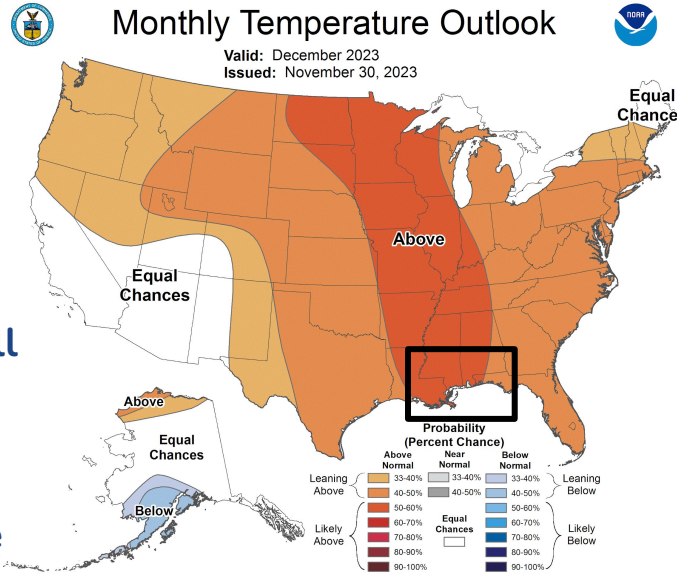 Monthly Temperature Outlook
NOAA
Valid: December 2023
Issued: November 30, 2023
Equal
Chance
Above
Equal
Chances
ll
Above
Equal
Chances
Below
e
Probability
(Percent Chance)
Above
Normal
Near
Normal
Below
Normal
Leaning
Above
33-40%
40-50%
33-40%
40-50%
33-40%
40-50%
Leaning
Below
Likely
Above
50-60%
60-70%
70-80%
80-90%
90-100%
Equal
Chances
50-60%
60-70%
70-80%
80-90%
90-100%
Likely
Below